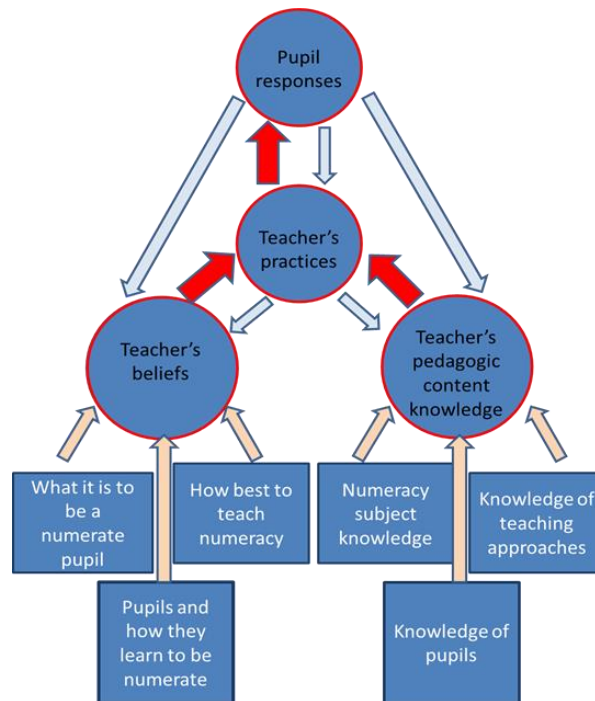 Pupil
responses
Teacher's
practices
Teacher's
beliefs
Teacher's
pedagogic
content
knowledge
What it is to
be a
numerate
pupil
How best to
teach
numeracy
Numeracy
subject
knowledge
Knowledge of
teaching
approaches
Pupils and
how they
learn to be
numerate
Knowledge of
pupils